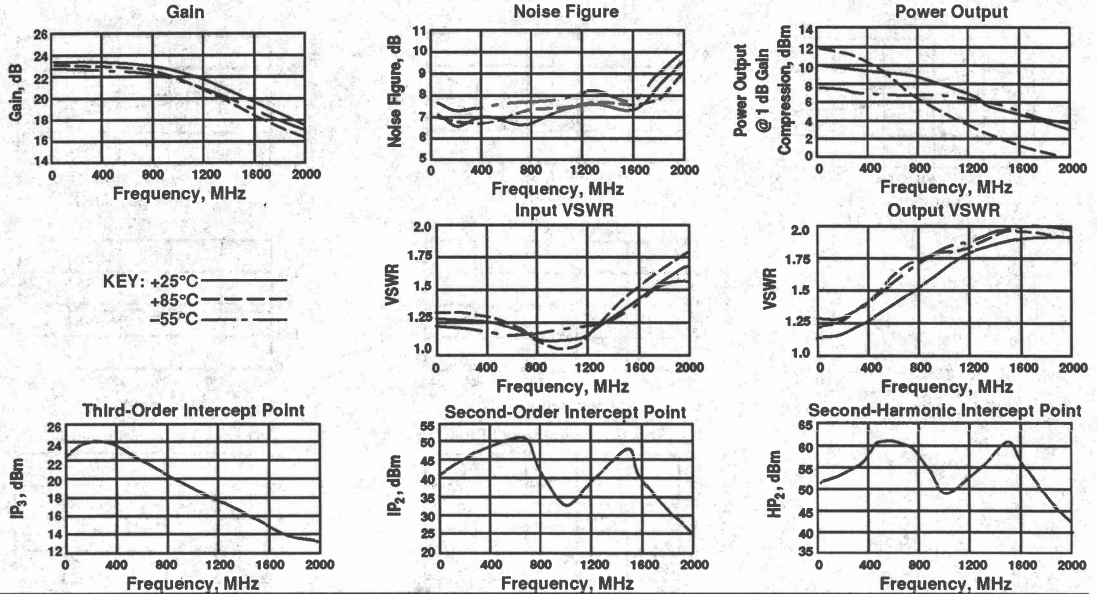 Gain
Gain, dB
26
24
22
20
18
16
14
0 400 800 1200 1600 2000
Frequency, MHz
Noise Figure
Noise Figure, dB
11
10
9
8
7
6
5
0 400 800 1200 1600 2000
Frequency, MHz
Power Output
Power Output
@ 1 dB Gain
Compression, dBm
14
12
10
8
6
4
2
0
0 400 800 1200 1600 2000
Frequency, MHz
KEY: +25°C
+85°C
–55°C
Input VSWR
VSWR
2.0
1.75
1.5
1.25
1.0
0 400 800 1200 1600 2000
Frequency, MHz
Output VSWR
VSWR
2.0
1.75
1.5
1.25
1.0
0 400 800 1200 1600 2000
Frequency, MHz
Third-Order Intercept Point
IP3, dBm
26
24
22
20
18
16
14
12
0 400 800 1200 1600 2000
Frequency, MHz
Second-Order Intercept Point
IP2, dBm
55
50
45
40
35
30
25
20
0 400 800 1200 1600 2000
Frequency, MHz
Second-Harmonic Intercept Point
HP2, dBm
65
60
55
50
45
40
35
0 400 800 1200 1600 2000
Frequency, MHz